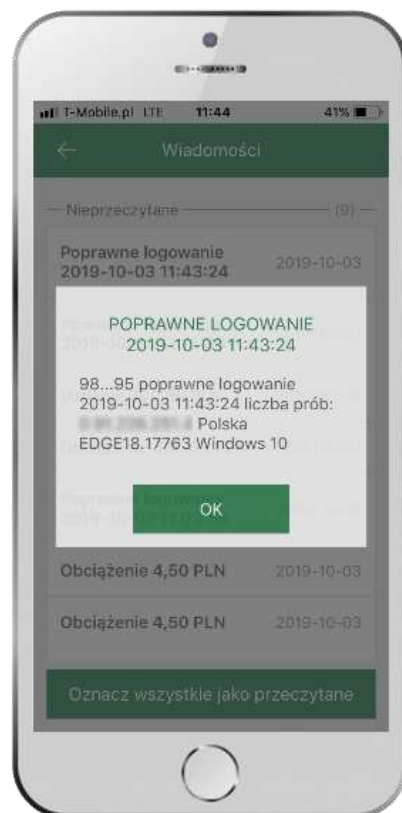 T-Mobile.pl LTE 11:44 41%
Wiadomości
Nieprzeczytane (9)
Poprawne logowanie
2019-10-03 11:43:24 2019-10-03
POPRAWNE LOGOWANIE
2019-10-03 11:43:24
98...95 poprawne logowanie
2019-10-03 11:43:24 liczba prób:
Polska
EDGE18.17763 Windows 10
OK
Obciążenie 4,50 PLN 2019-10-03
Obciążenie 4,50 PLN 2019-10-03
Oznacz wszystkie jako przeczytane